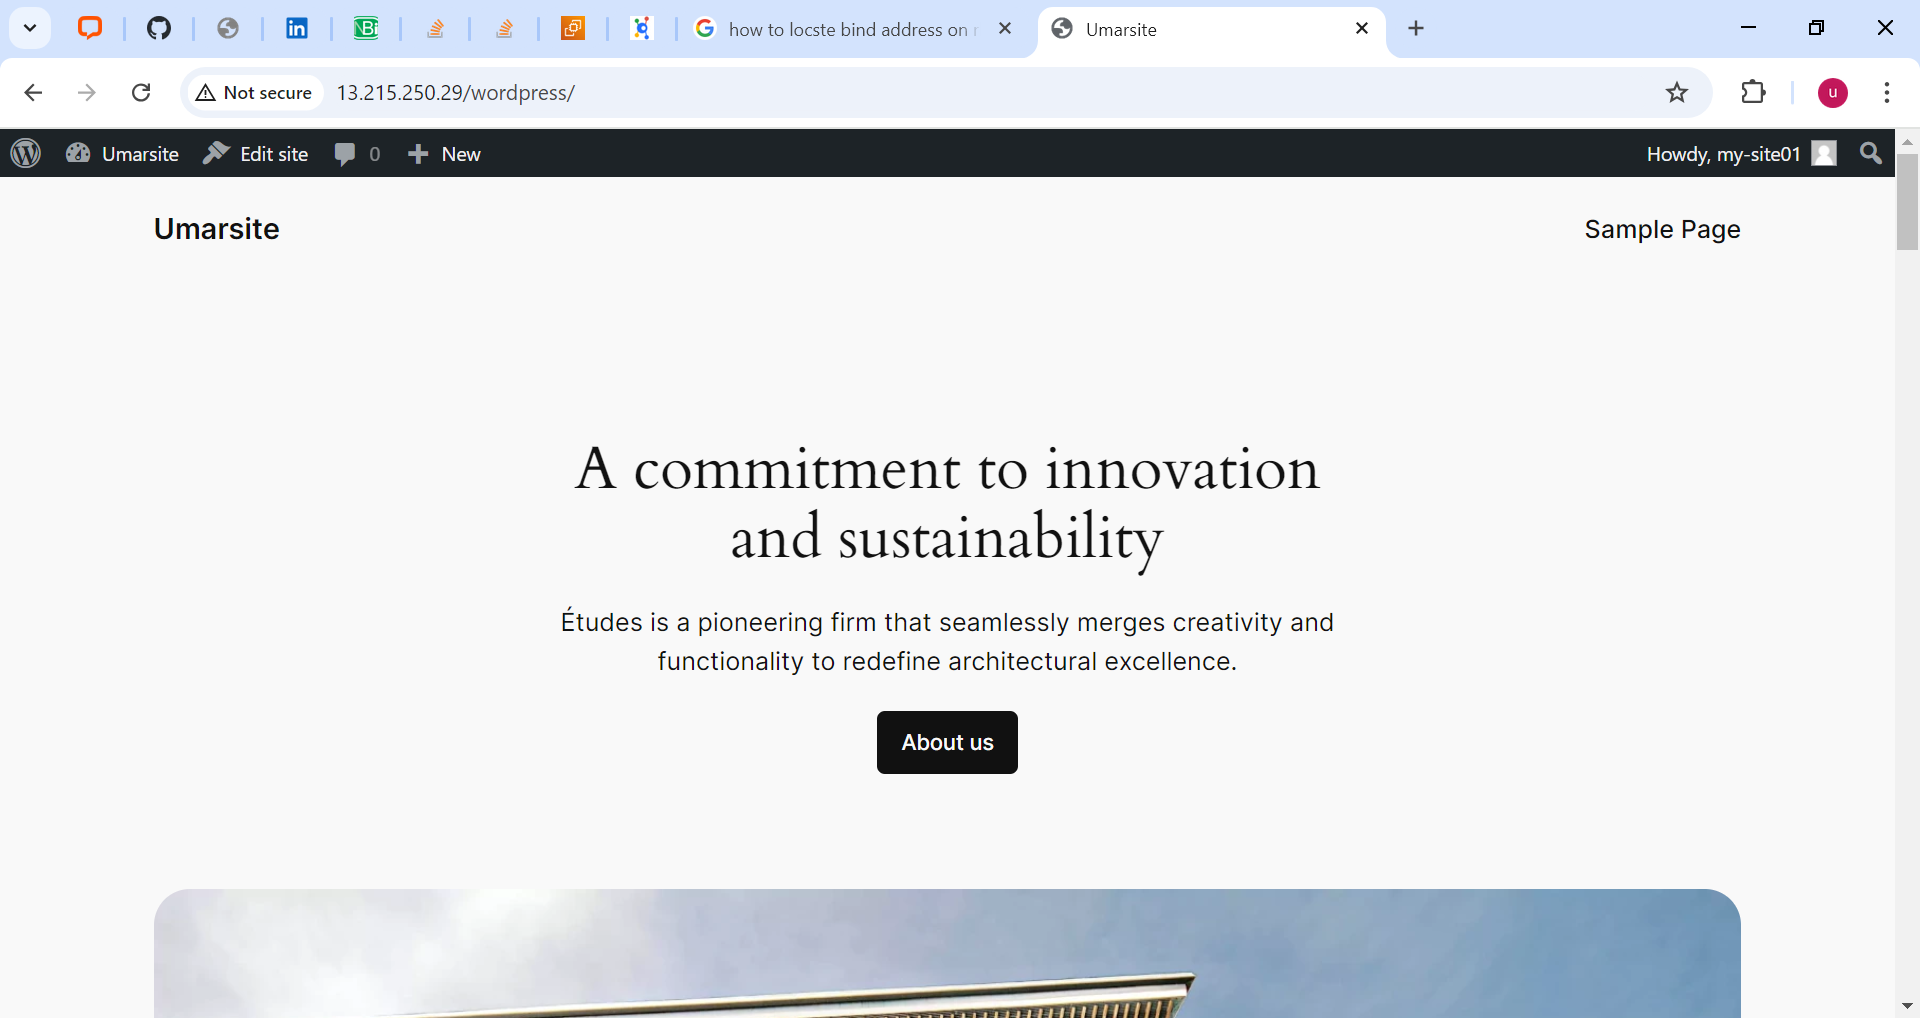 NBi
how to locste bind address on
Umarsite
Not secure
13.215.250.29/wordpress/
u
Umarsite
Edit site
0
New
Howdy, my-site01
Umarsite
Sample Page
A commitment to innovation
and sustainability
Études is a pioneering firm that seamlessly merges creativity and
functionality to redefine architectural excellence.
About us